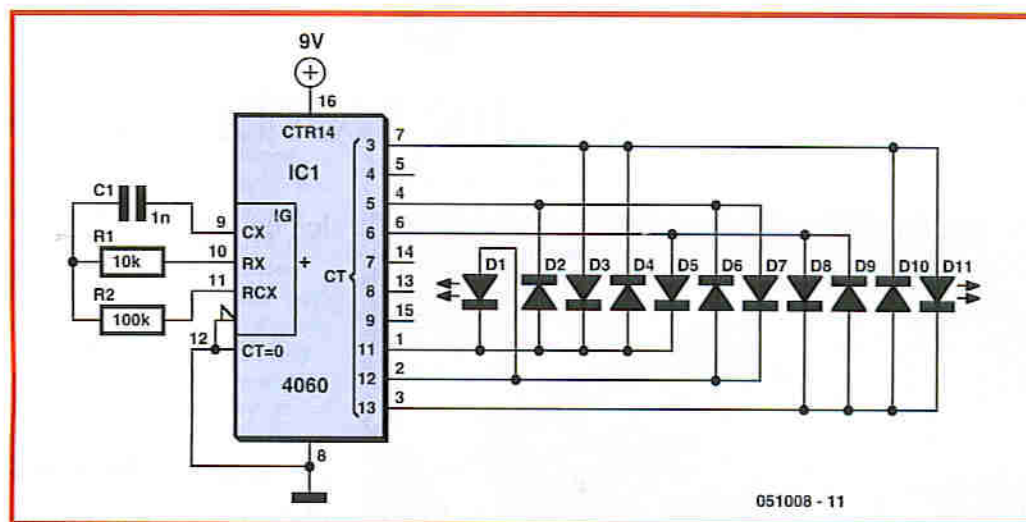 9V
16
CTR14
IC1
C1
1n
9
CX
IG
R1
10k
10
RX
+
R2
100k
11
RCX
12
CT=0
4060
8
CT
3
7
4
5
5
4
6
6
7
14
8
13
9
15
11
1
12
2
13
3
D1
D2
D3
D4
D5
D6
D7
D8
D9
D10
D11
051008 - 11